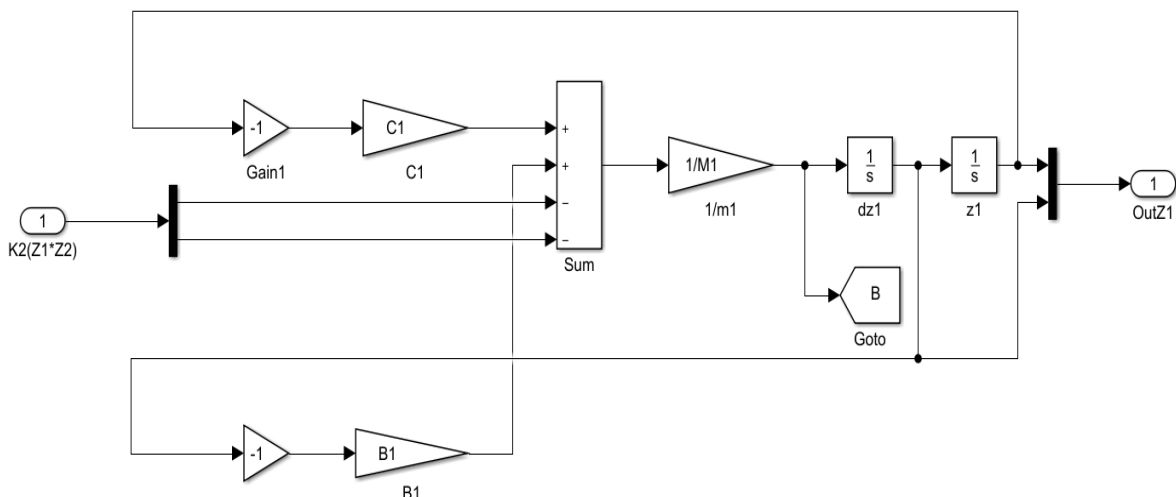 -1
Gain1
C1
C1
+
+
−
−
Sum
1/M1
1/m1
1
s
dz1
1
s
z1
1
OutZ1
1
K2(Z1*Z2)
B
Goto
-1
B1
B1